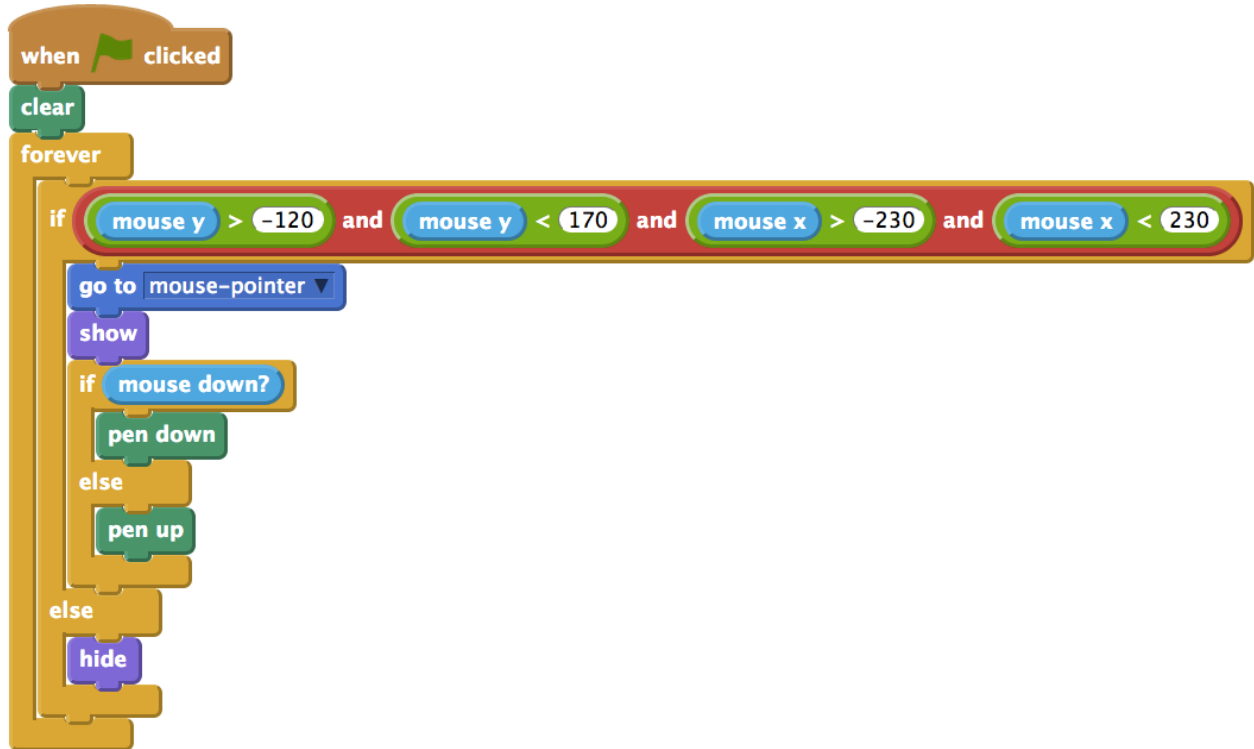 when clicked
clear
forever
if mouse y > -120 and mouse y < 170 and mouse x > -230 and mouse x < 230
go to mouse-pointer ▼
show
if mouse down?
pen down
else
pen up
else
hide